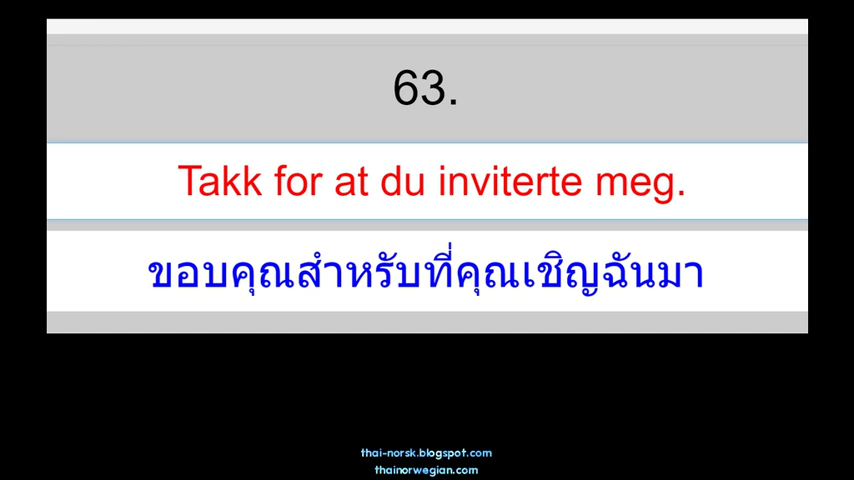 63.
Takk for at du inviterte meg.
ขอบคุณสำหรับที่คุณเชิญฉันมา
thai-norsk.blogspot.com
thainorwegian.com